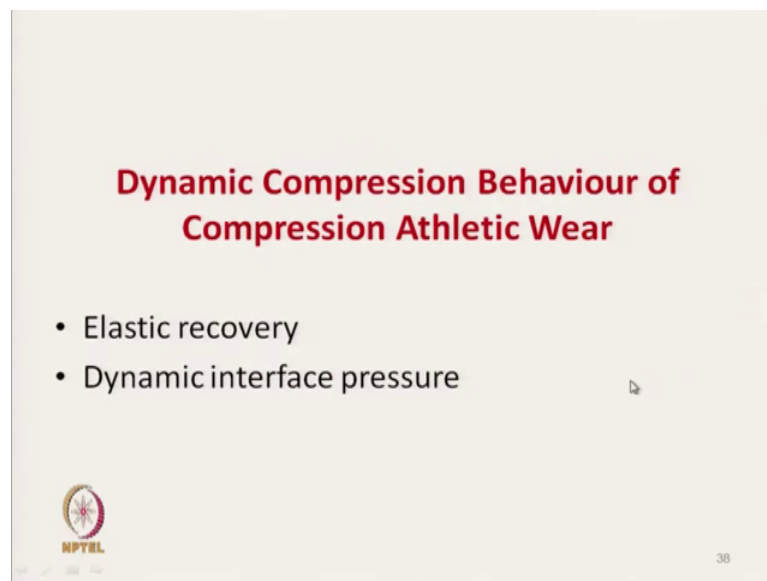 Dynamic Compression Behaviour of
Compression Athletic Wear
• Elastic recovery
• Dynamic interface pressure
NPTEL
38